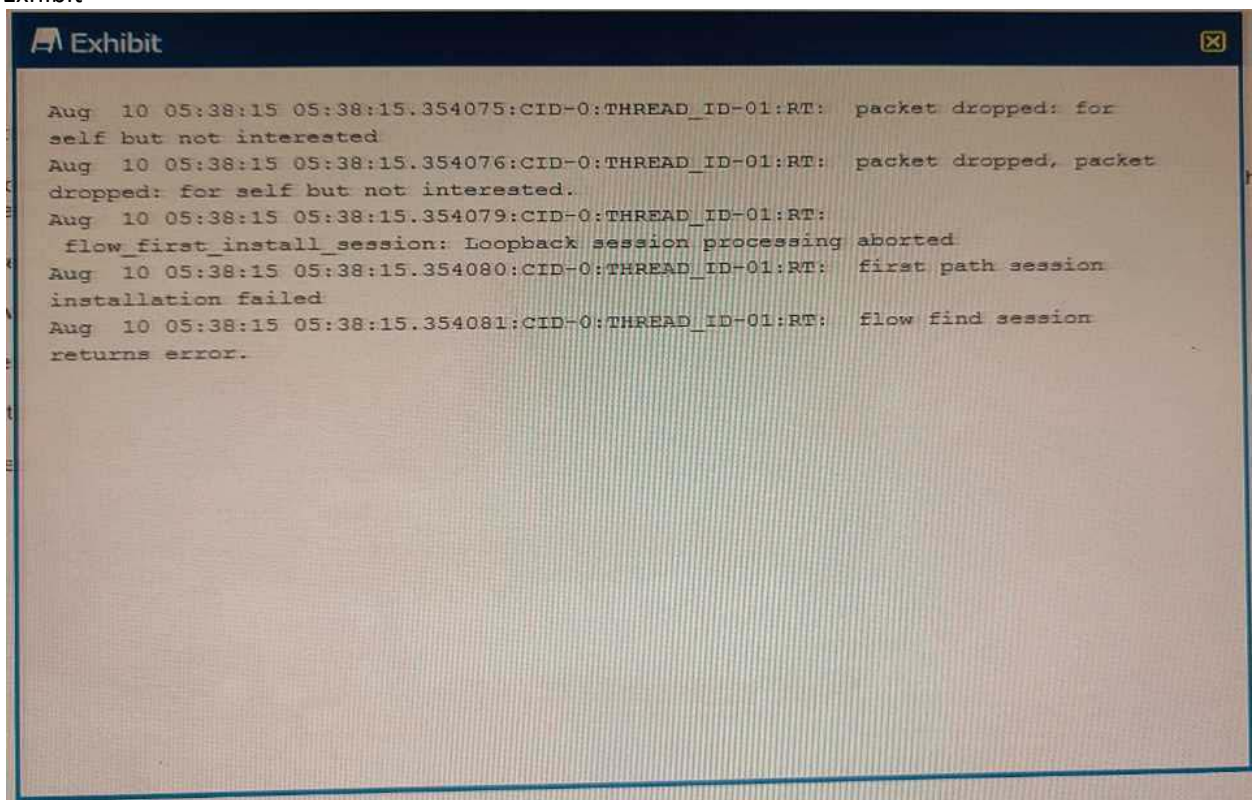 Exhibit
Exhibit
Aug 10 05:38:15 05:38:15.354075:CID-0:THREAD_ID-01:RT: packet dropped: for
self but not interested
Aug 10 05:38:15 05:38:15.354076:CID-0:THREAD_ID-01:RT: packet dropped, packet
dropped: for self but not interested.
Aug 10 05:38:15 05:38:15.354079:CID-0:THREAD_ID-01:RT:
flow_first_install_session: Loopback session processing aborted
Aug 10 05:38:15 05:38:15.354080:CID-0:THREAD_ID-01:RT: first path session
installation failed
Aug 10 05:38:15 05:38:15.354081:CID-0:THREAD_ID-01:RT: flow find session
returns error.